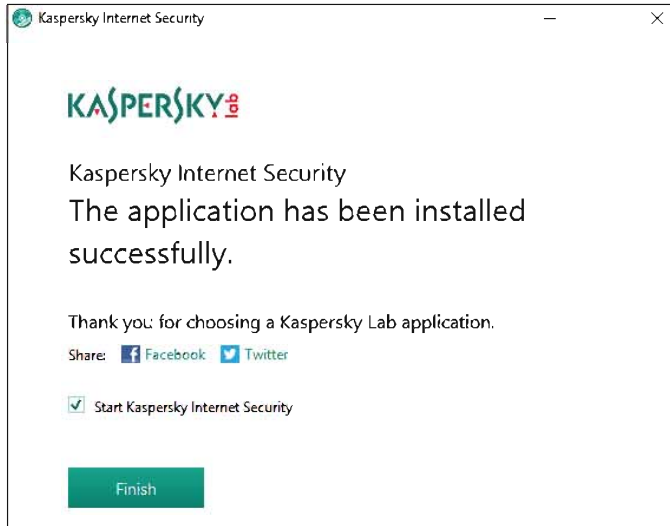 Kaspersky Internet Security
KASPERSKY lab
Kaspersky Internet Security
The application has been installed
successfully.
Thank you for choosing a Kaspersky Lab application.
Share: Facebook Twitter
Start Kaspersky Internet Security
Finish